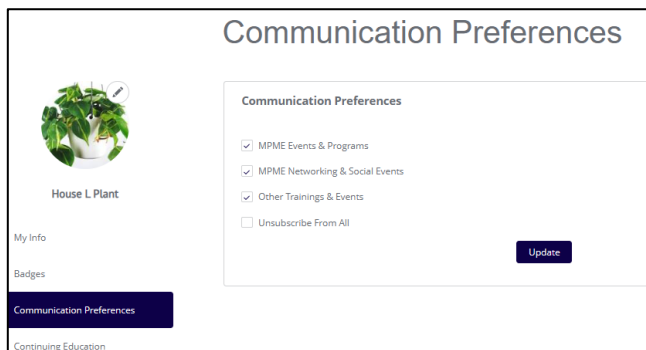 Communication Preferences
House L Plant
My Info
Badges
Communication Preferences
Continuing Education
Communication Preferences
MPME Events & Programs
MPME Networking & Social Events
Other Trainings & Events
Unsubscribe From All
Update